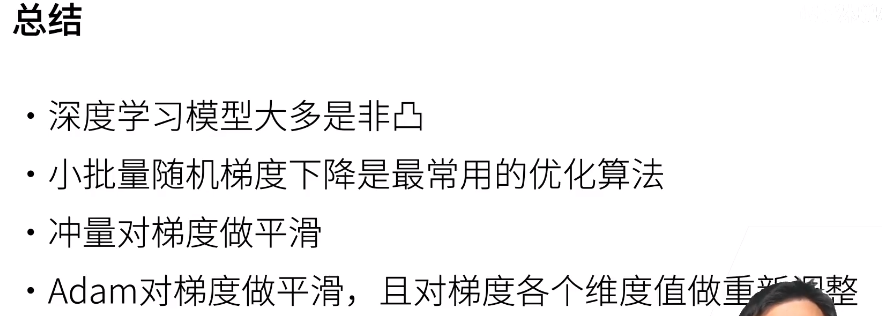 总结
• 深度学习模型大多是非凸
• 小批量随机梯度下降是最常用的优化算法
• 冲量对梯度做平滑
• Adam对梯度做平滑，且对梯度各个维度值做重新调整